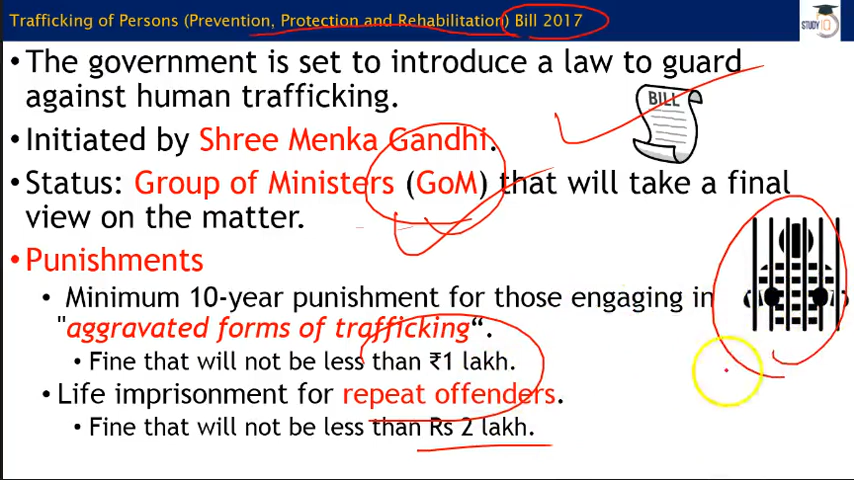 Trafficking of Persons (Prevention, Protection and Rehabilitation) Bill 2017
STUDY IQ
• The government is set to introduce a law to guard
against human trafficking.
BILL
• Initiated by Shree Menka Gandhi.
• Status: Group of Ministers (GoM) that will take a final
view on the matter.
• Punishments
• Minimum 10-year punishment for those engaging in
"aggravated forms of trafficking“.
• Fine that will not be less than ₹1 lakh.
• Life imprisonment for repeat offenders.
• Fine that will not be less than Rs 2 lakh.